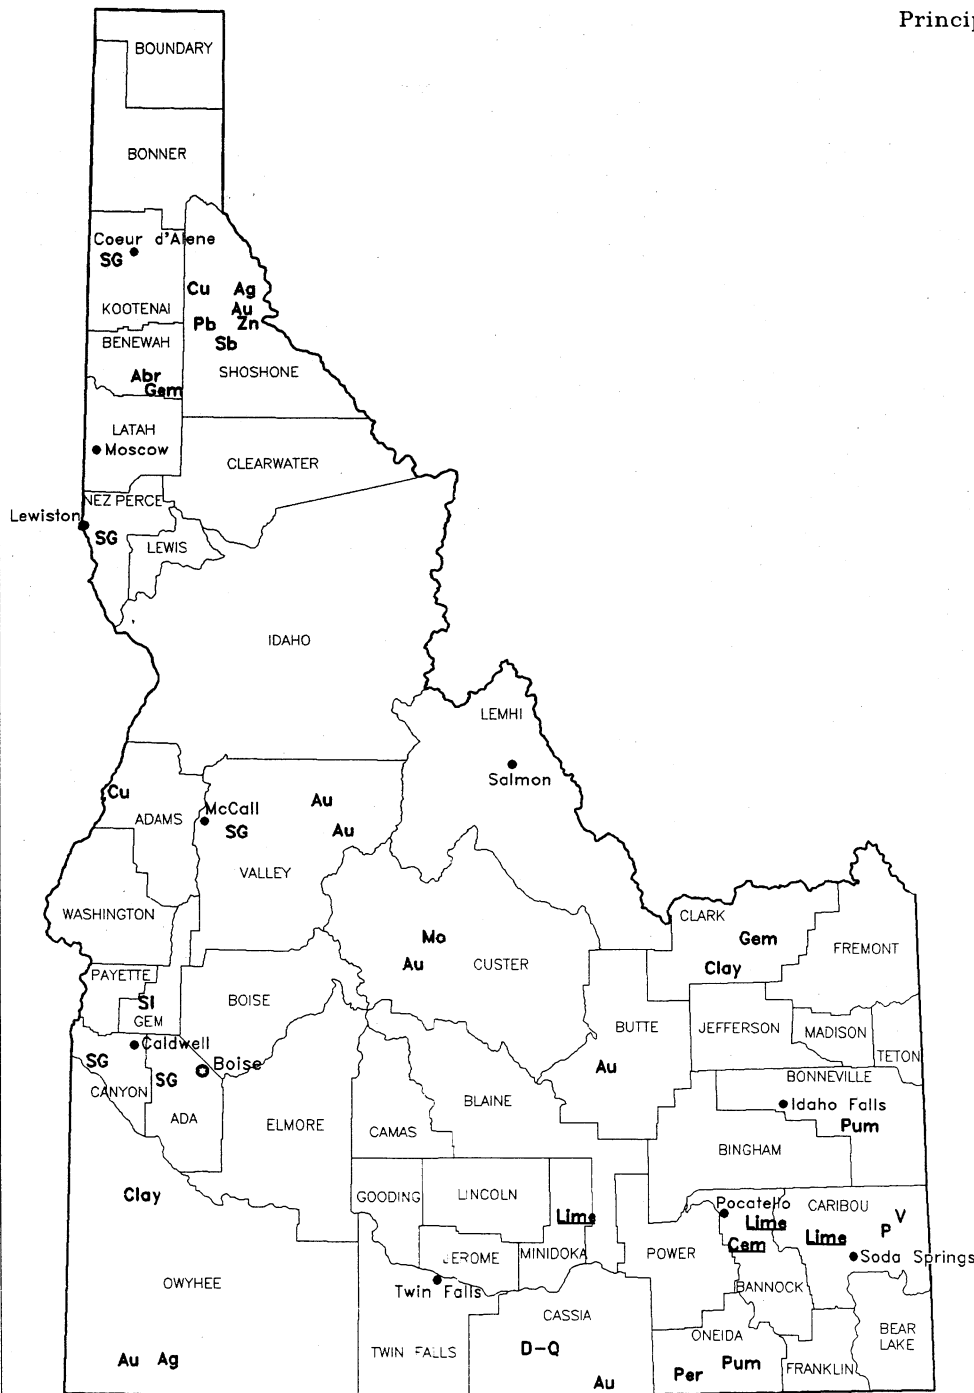 Princip
BOUNDARY
BONNER
Coeur d'Alene
SG
Cu Ag
Au
KOOTENAI
Pb Zn
Sb
BENEWAH
SHOSHONE
Abr
Gem
LATAH
Moscow
CLEARWATER
NEZ PERCE
Lewiston
SG
LEWIS
IDAHO
LEMHI
Salmon
Cu
McCall
Au
ADAMS
SG
Au
VALLEY
WASHINGTON
CLARK
Mo
Gem
FREMONT
Au
CUSTER
Clay
PAYETTE
SI
BOISE
GEM
BUTTE
JEFFERSON
MADISON
Caldwell
TETON
SG
Boise
Au
SG
BONNEVILLE
CANYON
BLAINE
Idaho Falls
ADA
ELMORE
CAMAS
Pum
BINGHAM
Clay
GOODING
LINCOLN
Pocatello
CARIBOU
Lime
Lime
V
P
Cem
Lime
JEROME
MINIDOKA
POWER
Soda Springs
OWYHEE
Twin Falls
BANNOCK
CASSIA
ONEIDA
BEAR
LAKE
TWIN FALLS
D-Q
Au Ag
Per
Pum
FRANKLIN
Au